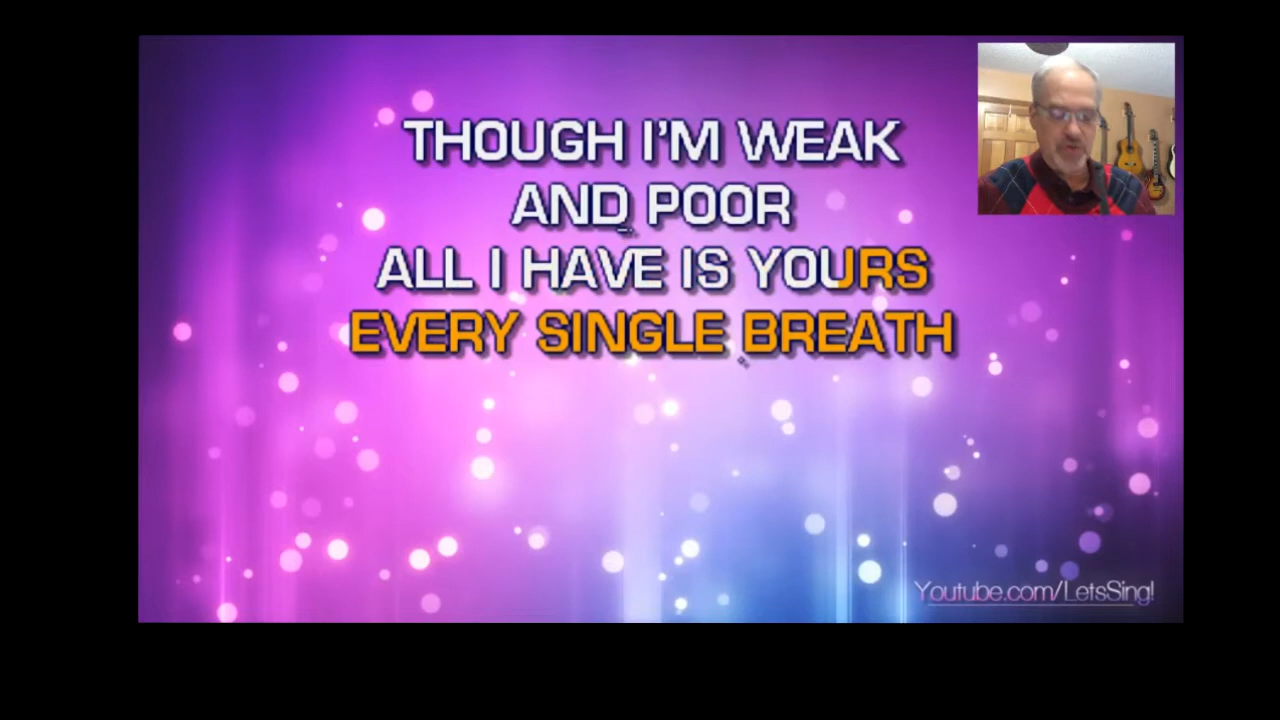 THOUGH I'M WEAK
AND POOR
ALL I HAVE IS YOURS
EVERY SINGLE BREATH
Youtube.com/LetsSing!